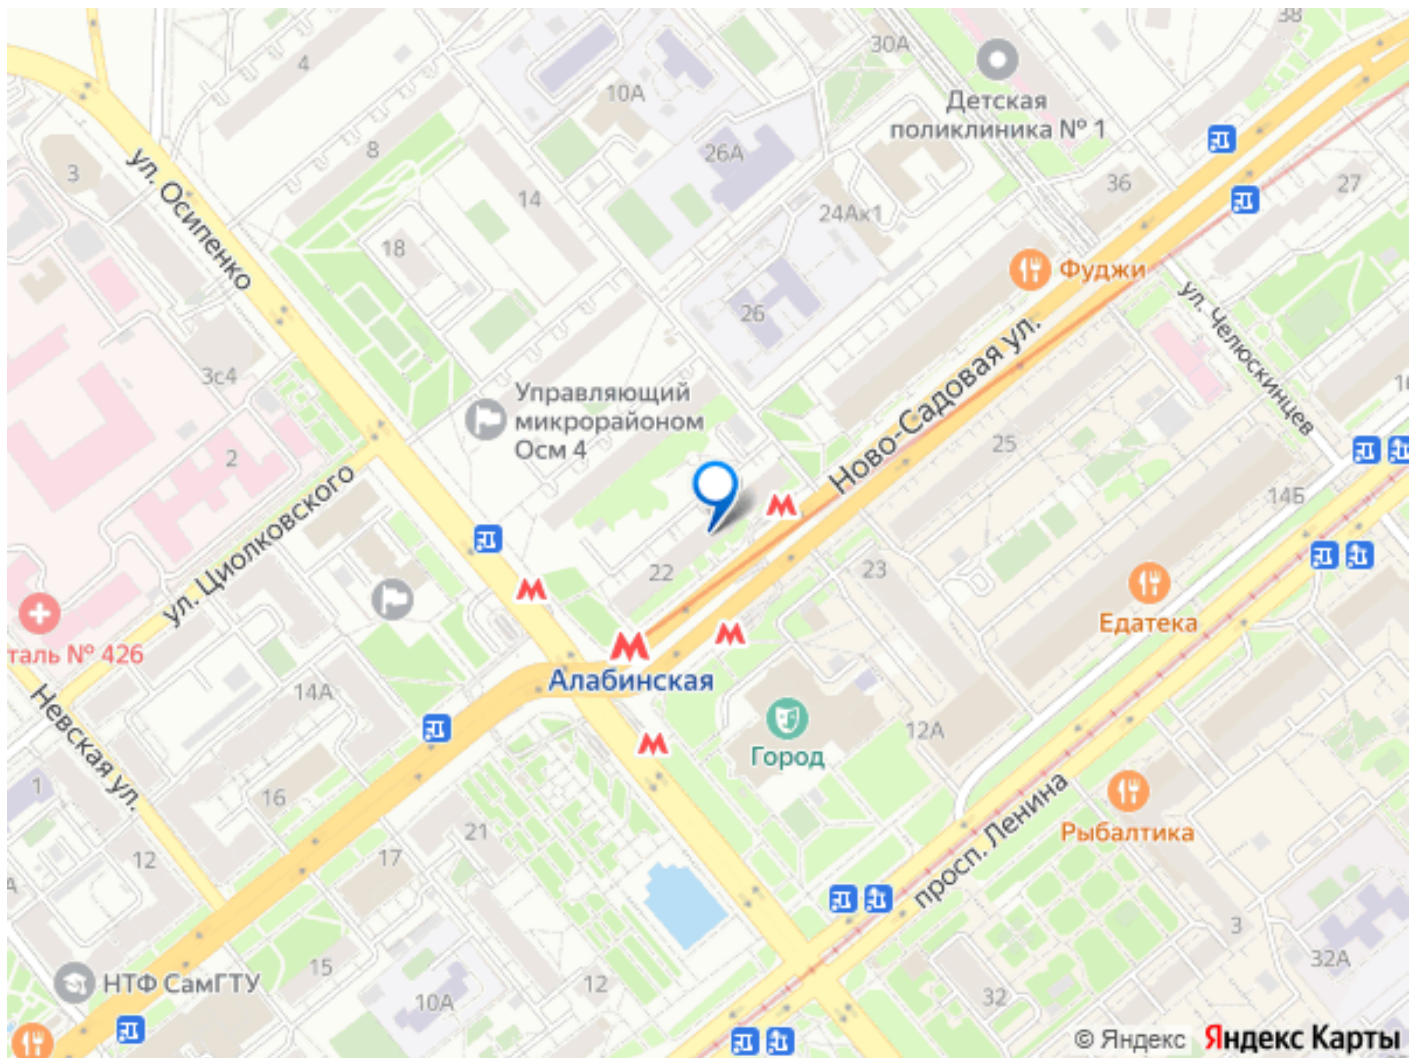 38
30А
4
10А
Детская
поликлиника № 1
8
26А
3
ул. Осипенко
14
36
27
24Ак1
18
Фуджи
26
ул. Челюскинцев
3с4
Управляющий
микрорайоном
Осм 4
Ново-Садовая ул.
16
25
2
14Б
ул. Циолковского
22
23
Едатека
таль № 426
Алабинская
14А
Невская ул.
12А
Город
1
16
просп. Ленина
Рыбалтика
21
17
12
А
3
15
НТФ СамГТУ
12
10А
32А
32
© Яндекс
Яндекс Карты